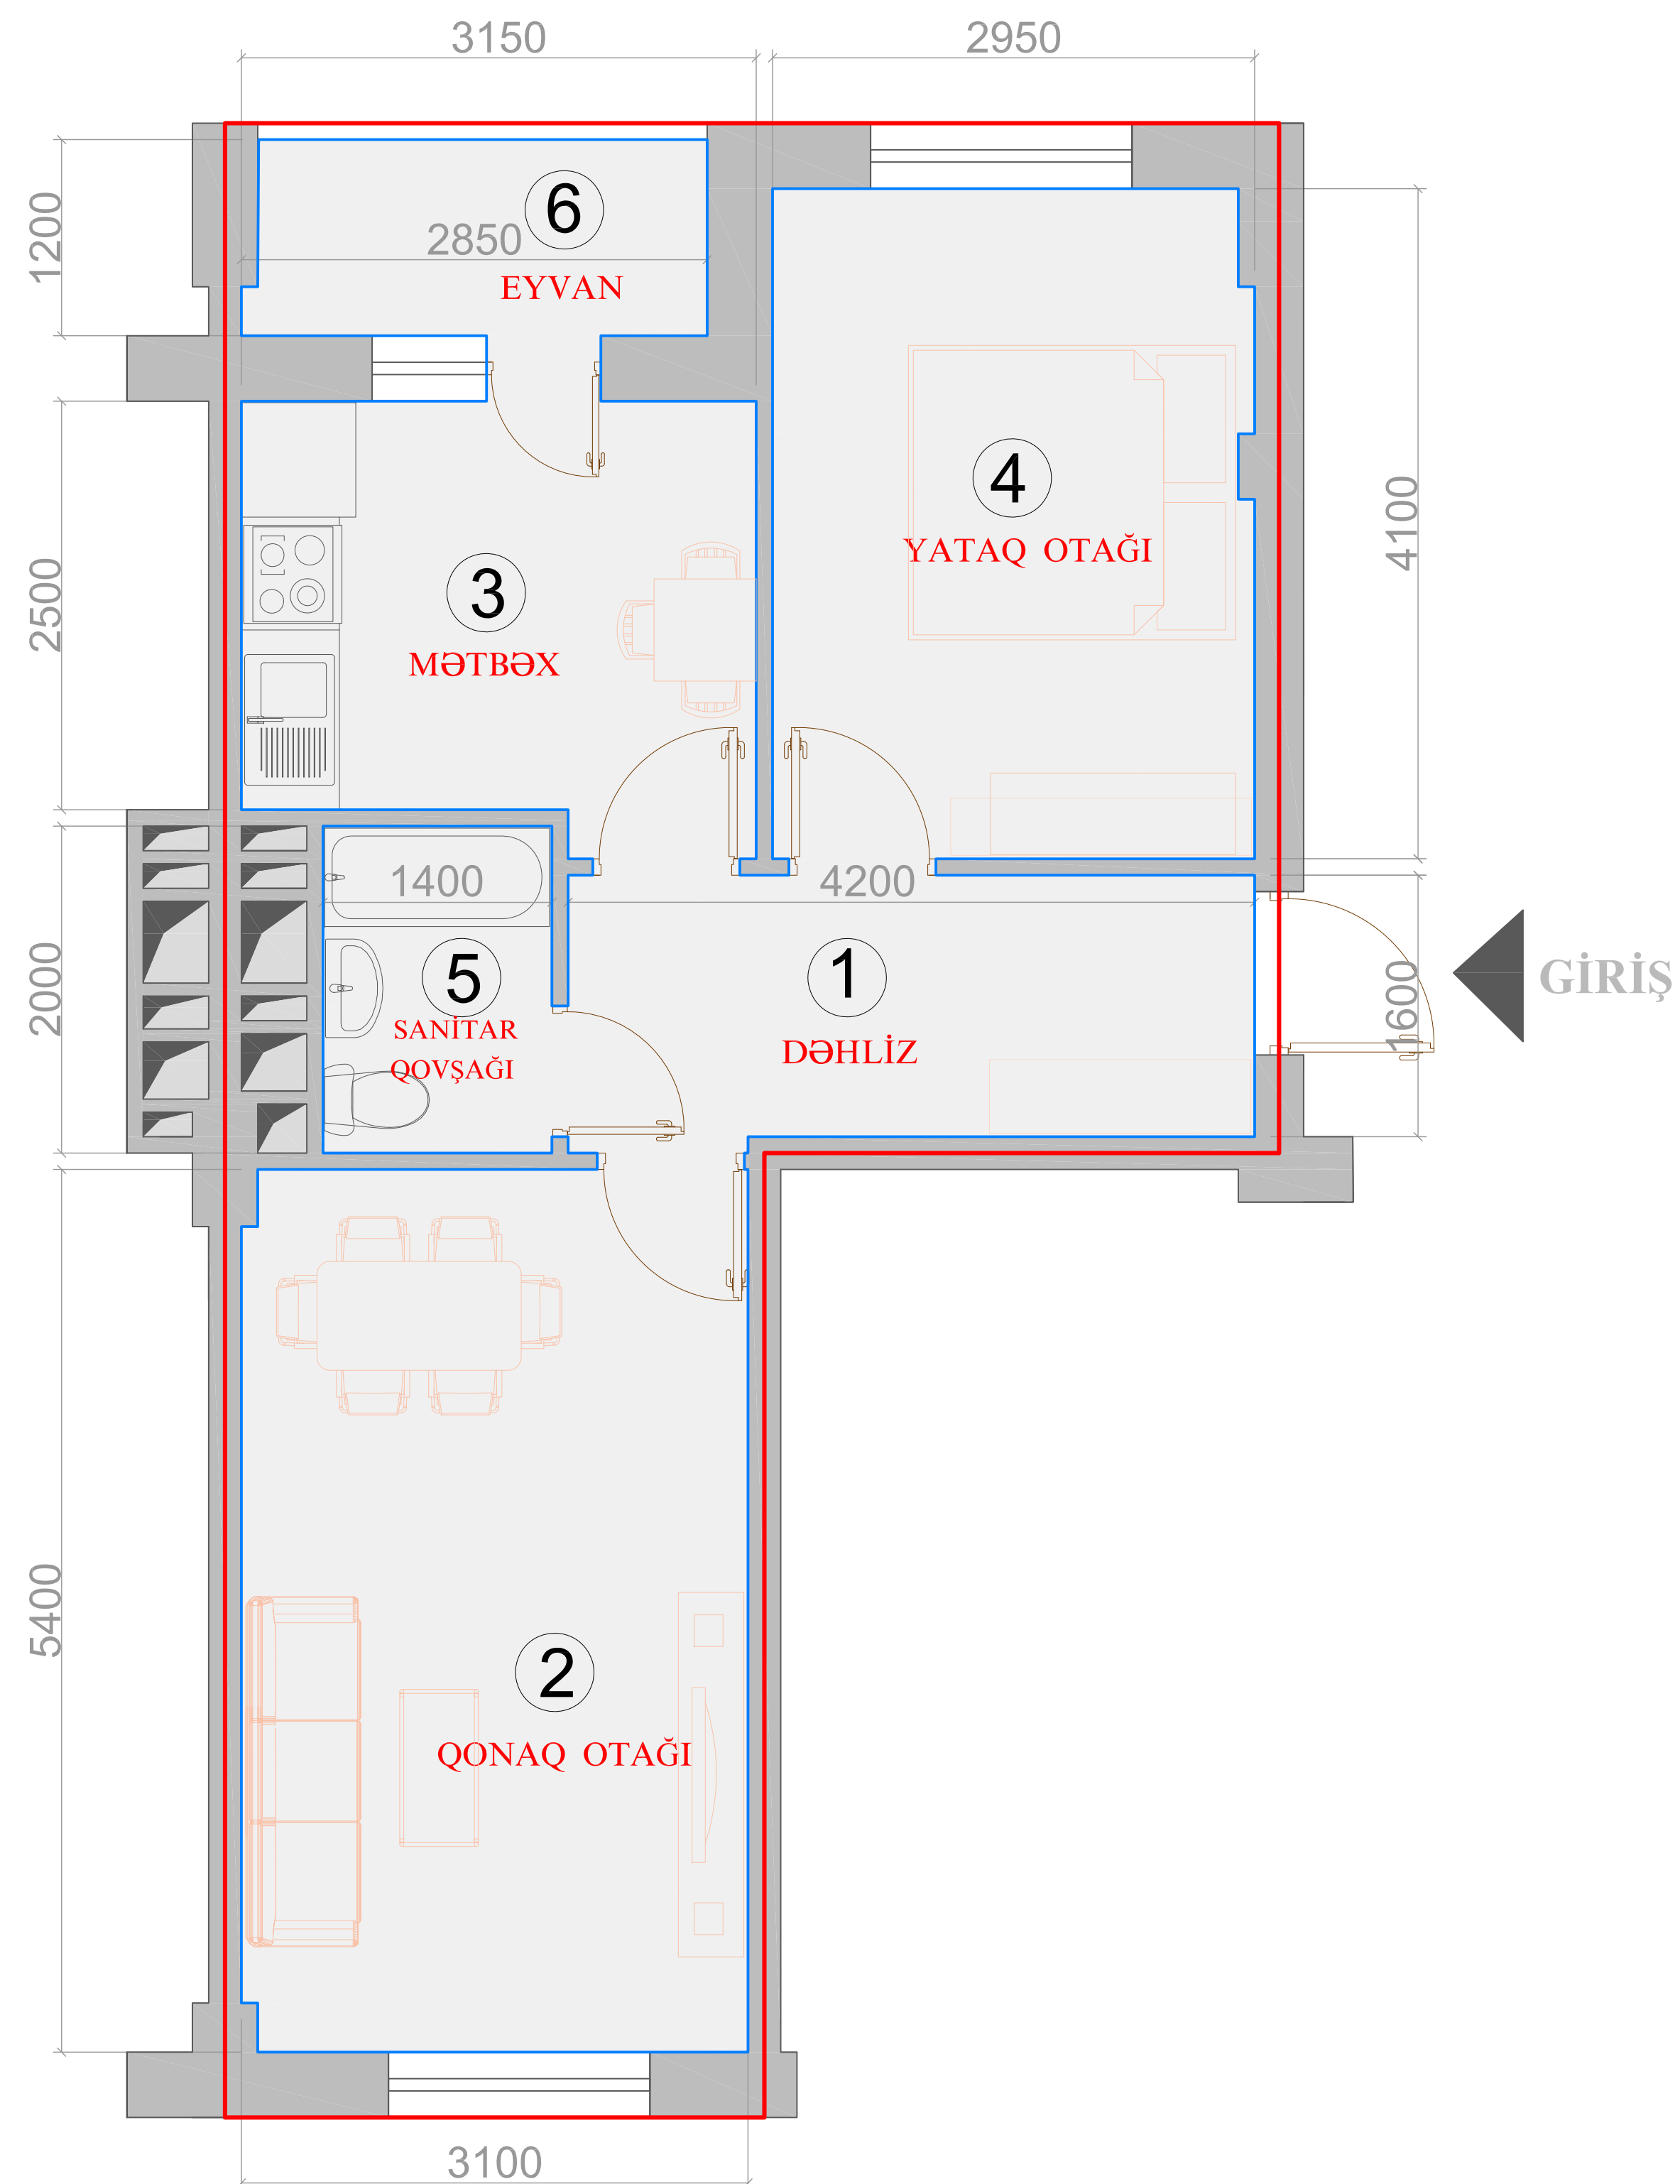 3150
2950
1200
6
2850
EYVAN
4
YATAQ OTAĞI
4100
2500
3
MƏTBƏX
1400
4200
2000
5
SANİTAR
QOVŞAĞI
1
DƏHLİZ
1600
GİRİŞ
5400
2
QONAQ OTAĞI
3100